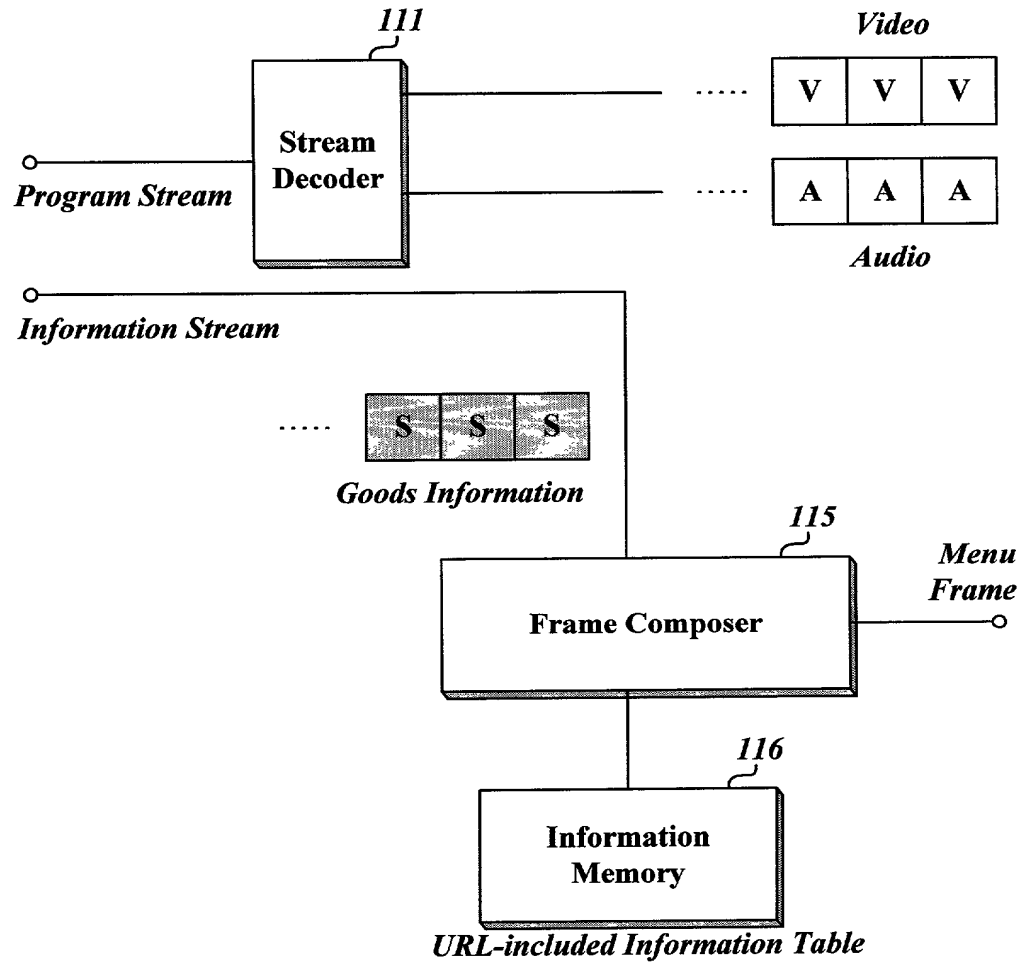 111
Video
V V V
Stream
Decoder
Program Stream
A A A
Audio
Information Stream
S S S
Goods Information
115
Menu
Frame
Frame Composer
116
Information
Memory
URL-included Information Table